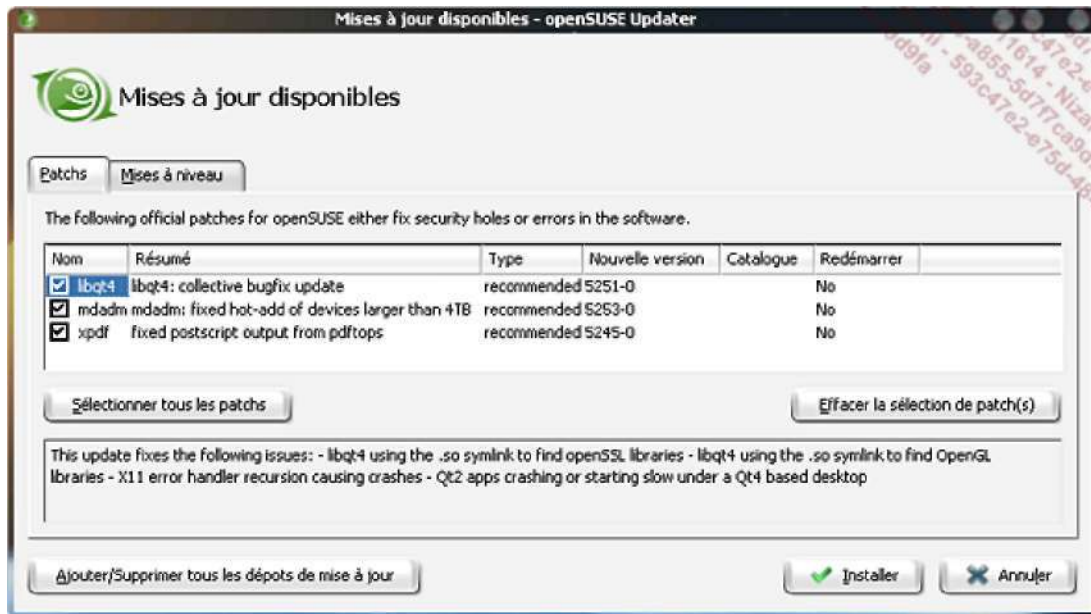 Mises à jour disponibles - openSUSE Updater
Mises à jour disponibles
Patchs
Mises à niveau
The following official patches for openSUSE either fix security holes or errors in the software.
Nom Résumé Type Nouvelle version Catalogue Redémarrer
libqt4 libqt4: collective bugfix update recommended 5251-0 No
mdadm mdadm: fixed hot-add of devices larger than 4TB recommended 5253-0 No
xpdf fixed postscript output from pdftops recommended 5245-0 No
Sélectionner tous les patchs
Effacer la sélection de patch(s)
This update fixes the following issues: - libqt4 using the .so symlink to find openSSL libraries - libqt4 using the .so symlink to find OpenGL
libraries - X11 error handler recursion causing crashes - Qt2 apps crashing or starting slow under a Qt4 based desktop
Ajouter/Supprimer tous les dépôts de mise à jour
Installer
Annuler